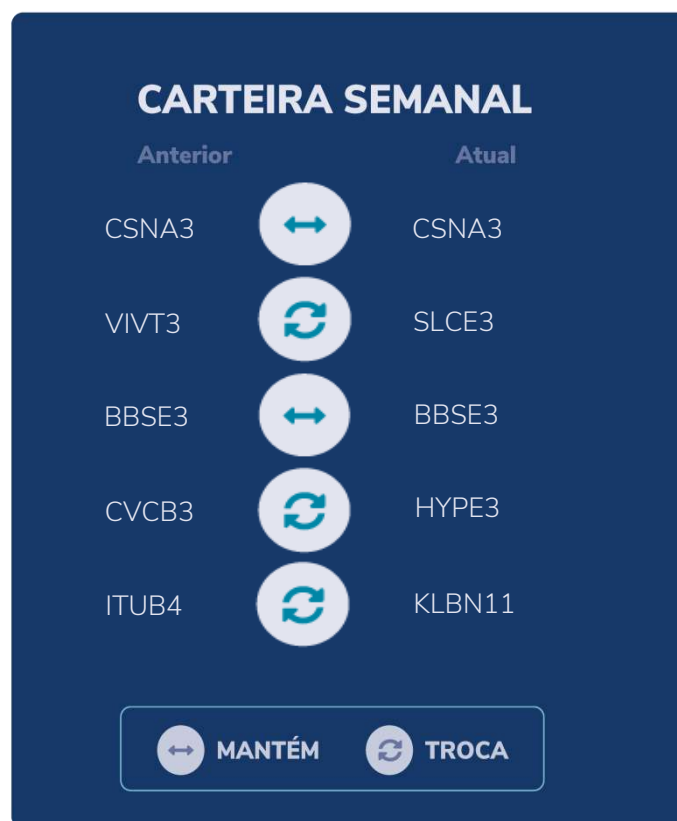 CARTEIRA SEMANAL
Anterior Atual
CSNA3 CSNA3
VIVT3 SLCE3
BBSE3 BBSE3
CVCB3 HYPE3
ITUB4 KLBN11
MANTÉM TROCA